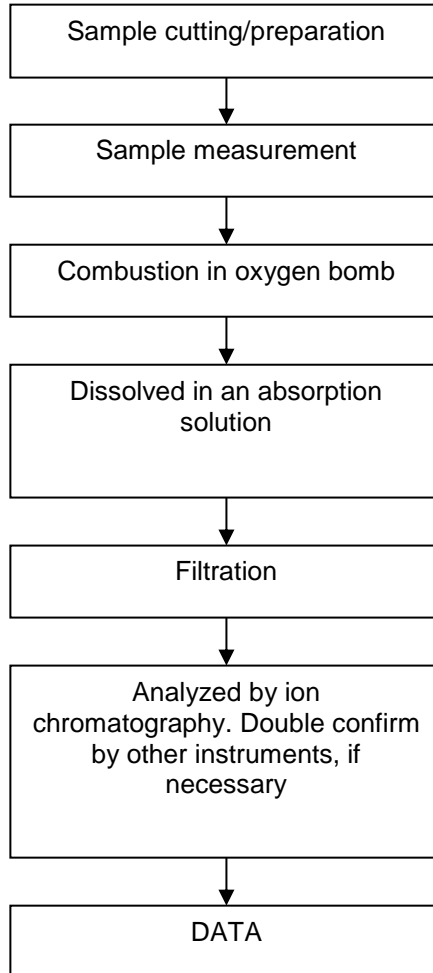 Sample cutting/preparation
Sample measurement
Combustion in oxygen bomb
Dissolved in an absorption
solution
Filtration
Analyzed by ion
chromatography. Double confirm
by other instruments, if
necessary
DATA